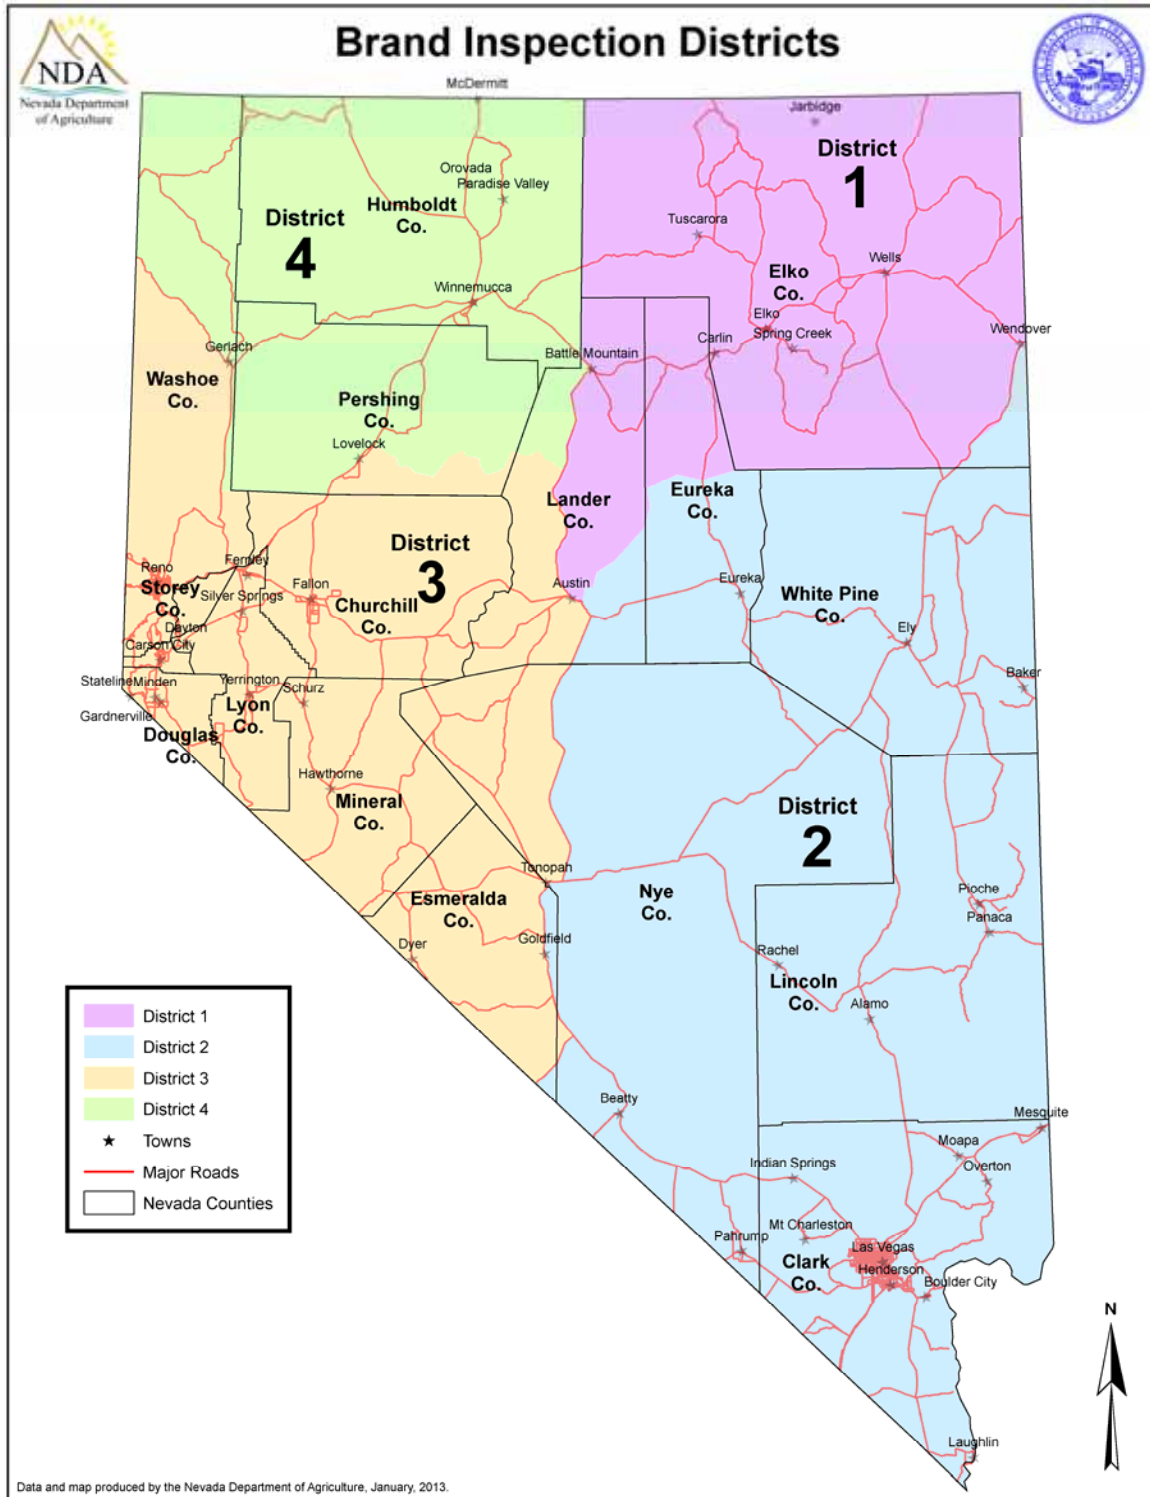 Brand Inspection Districts
NDA
Nevada Department
of Agriculture
McDermitt
Jarbidge
District
1
Orovada
Paradise Valley
Humboldt
Co.
District
4
Tuscarora
Wells
Elko
Co.
Winnemucca
Elko
Spring Creek
Wendover
Carlin
Battle Mountain
Gerlach
Washoe
Co.
Pershing
Co.
Lovelock
Lander
Co.
Eureka
Co.
District
3
Reno
Fernley
Storey
Co.
Silver Springs
Fallon
Churchill
Co.
Austin
Eureka
White Pine
Co.
Ely
Dayton
Carson City
Baker
Stateline
Minden
Yerrington
Schurz
Gardnerville
Lyon
Co.
Douglas
Co.
Hawthorne
Mineral
Co.
District
2
Tonopah
Esmeralda
Co.
Nye
Co.
Pioche
Panaca
Dyer
Goldfield
Rachel
Lincoln
Co.
Alamo
District 1
District 2
District 3
District 4
Towns
Major Roads
Nevada Counties
Beatty
Mesquite
Moapa
Overton
Indian Springs
Mt Charleston
Pahrump
Las Vegas
Clark
Co.
Henderson
Boulder City
N
Laughlin
Data and map produced by the Nevada Department of Agriculture, January, 2013.